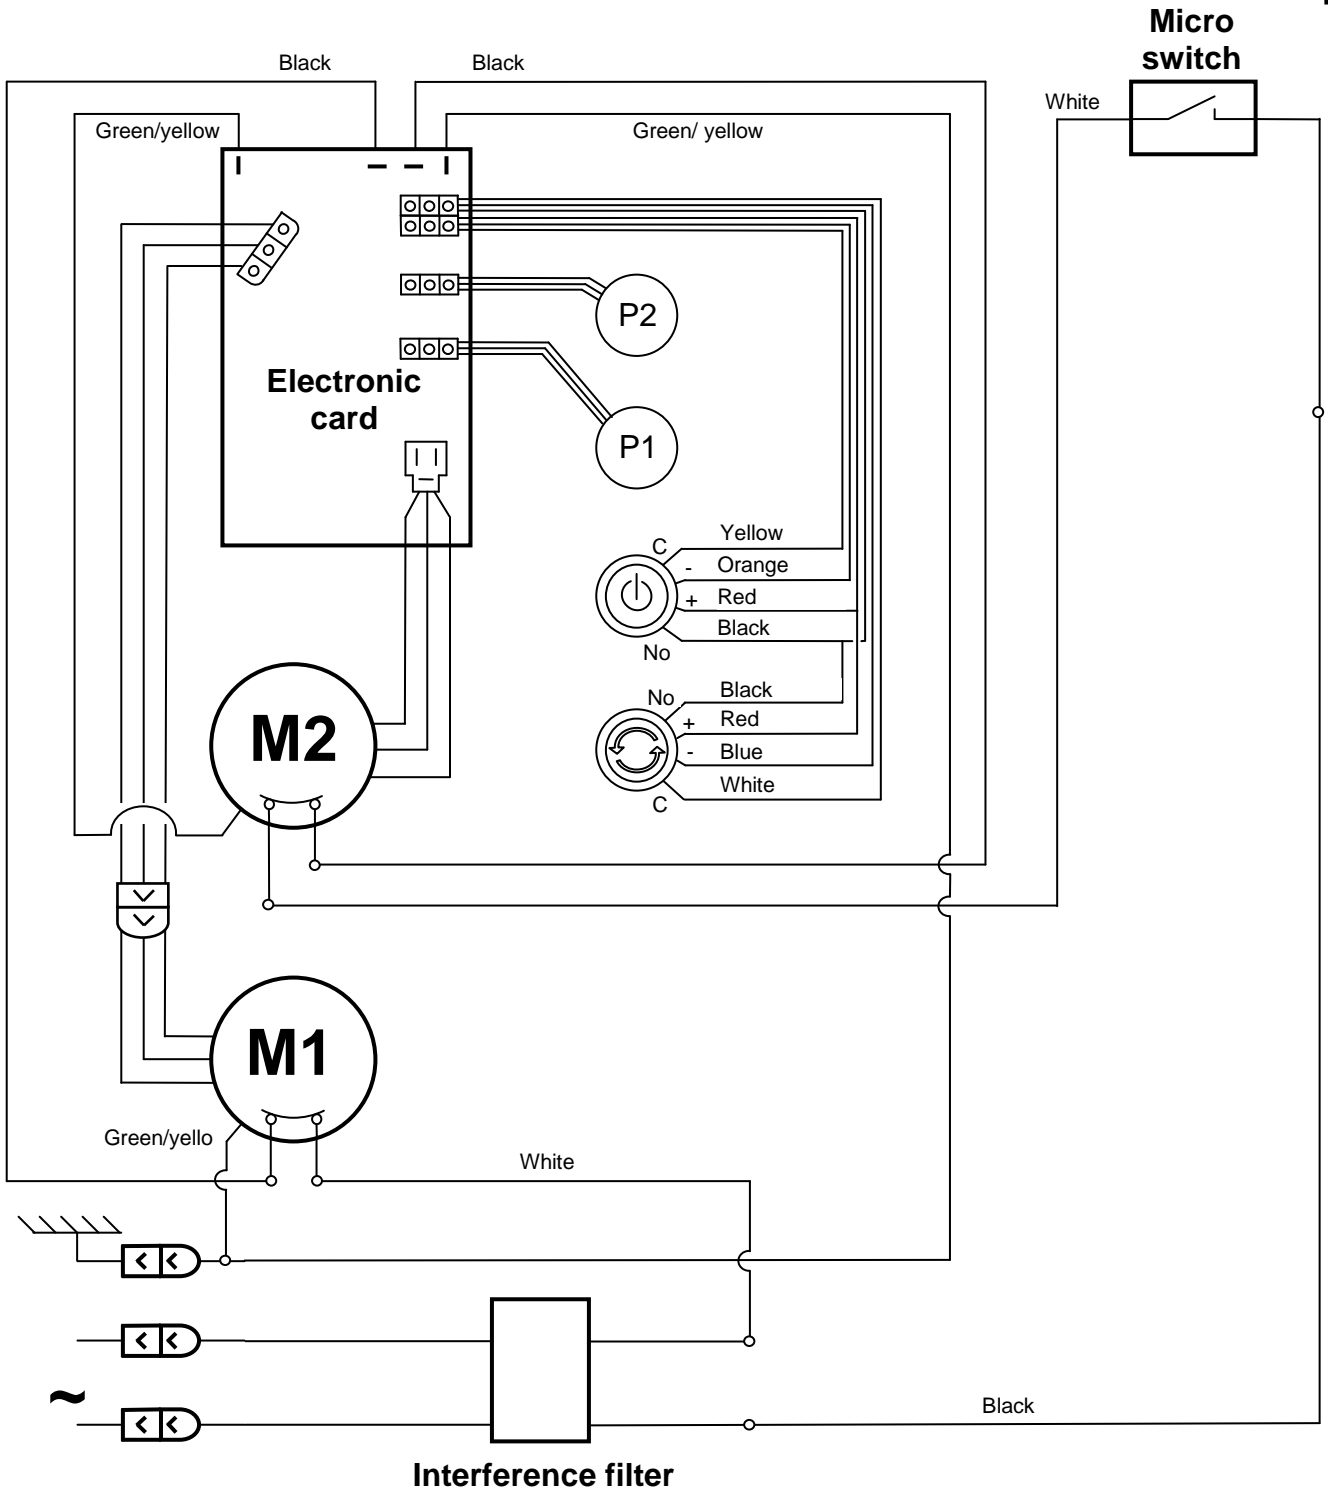 Micro
switch
Black
Black
White
Green/yellow
Green/ yellow
P2
Electronic
card
P1
Yellow
C
- Orange
+ Red
Black
No
M2
No
Black
+ Red
- Blue
White
C
M1
Green/yello
White
~
Black
Interference filter